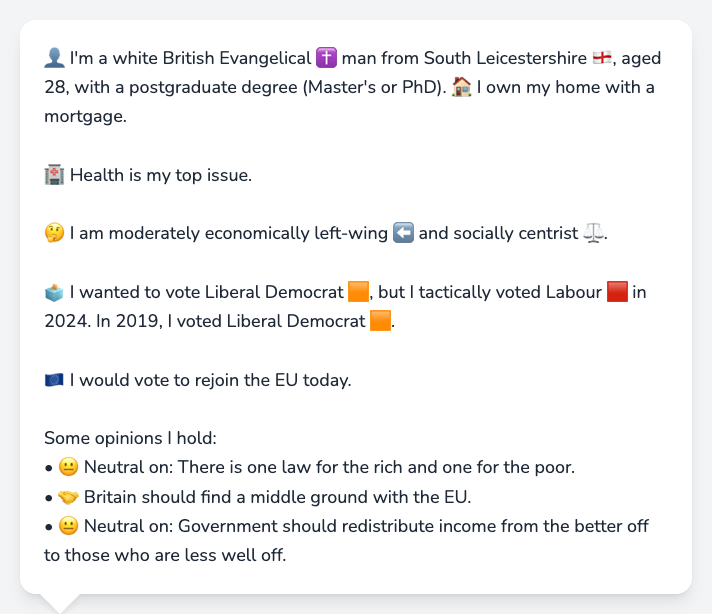 👤 I'm a white British Evangelical ✝️ man from South Leicestershire 🏴󠁧󠁢󠁥󠁮󠁧󠁿, aged
28, with a postgraduate degree (Master's or PhD). 🏠 I own my home with a
mortgage.
🏥 Health is my top issue.
🤔 I am moderately economically left-wing ⬅️ and socially centrist ⚖️.
🗳️ I wanted to vote Liberal Democrat 🟧, but I tactically voted Labour 🟥 in
2024. In 2019, I voted Liberal Democrat 🟧.
🇪🇺 I would vote to rejoin the EU today.
Some opinions I hold:
• 😐 Neutral on: There is one law for the rich and one for the poor.
• 🤝 Britain should find a middle ground with the EU.
• 😐 Neutral on: Government should redistribute income from the better off
to those who are less well off.